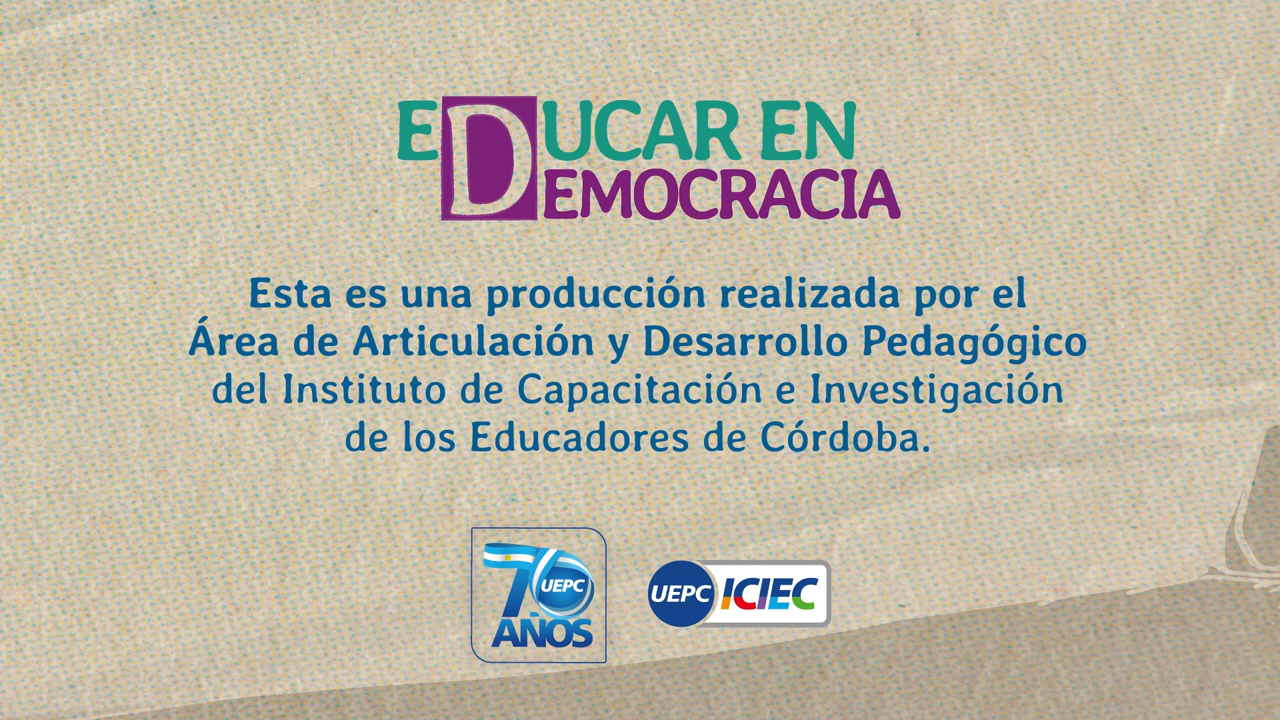 EDUCAR EN
DEMOCRACIA
Esta es una producción realizada por el
Área de Articulación y Desarrollo Pedagógico
del Instituto de Capacitación e Investigación
de los Educadores de Córdoba.
70 UEPC
AÑOS
UEPC ICIEC